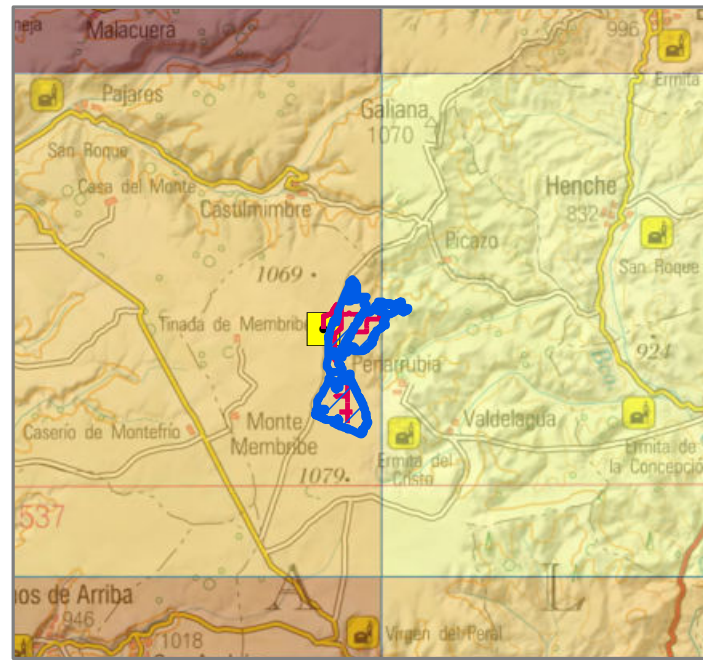 Malacuera
996
Pajares
Ermita
Galiana
1070
San Roque
Casa del Monte
Henche
832
Castilmimbre
Picazo
San Roque
1069
Tinada de Membribe
924
Peñarrubia
Monte
Membribe
Caserio de Montefrío
Valdelagua
Ermita del
Cristo
Ermita de
la Concepció
1079
537
A L
nos de Arriba
946
1018
Virgen del Peral